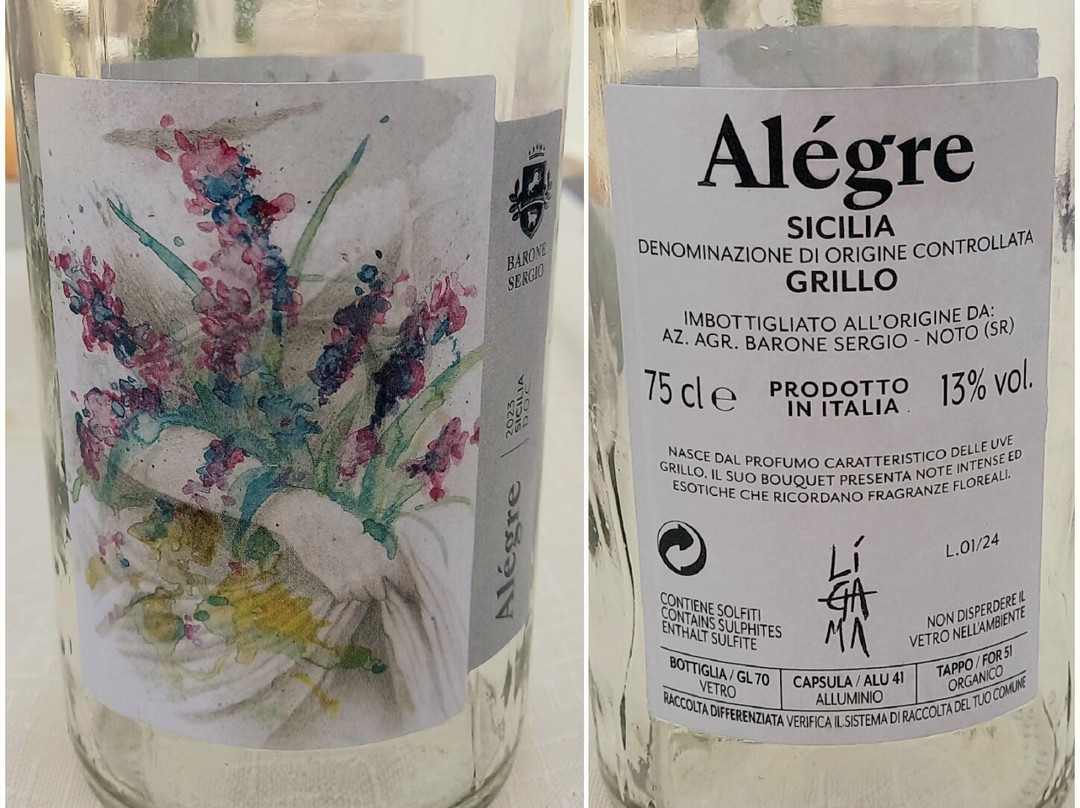 BARONE
SERGIO
Alégre
2023
SICILIA
D.O.C.
Alégre
SICILIA
DENOMINAZIONE DI ORIGINE CONTROLLATA
GRILLO
IMBOTTIGLIATO ALL'ORIGINE DA:
AZ. AGR. BARONE SERGIO - NOTO (SR)
75 cl e
PRODOTTO
IN ITALIA
13% vol.
NASCE DAL PROFUMO CARATTERISTICO DELLE UVE
GRILLO, IL SUO BOUQUET PRESENTA NOTE INTENSE ED
ESOTICHE CHE RICORDANO FRAGRANZE FLOREALI.
L.01/24
LÍ
GA
MA
CONTIENE SOLFITI
CONTAINS SULPHITES
ENTHALT SULFITE
NON DISPERDERE IL
VETRO NELL'AMBIENTE
BOTTIGLIA / GL 70
VETRO
CAPSULA / ALU 41
ALLUMINIO
TAPPO / FOR 51
ORGANICO
RACCOLTA DIFFERENZIATA VERIFICA IL SISTEMA DI RACCOLTA DEL TUO COMUNE